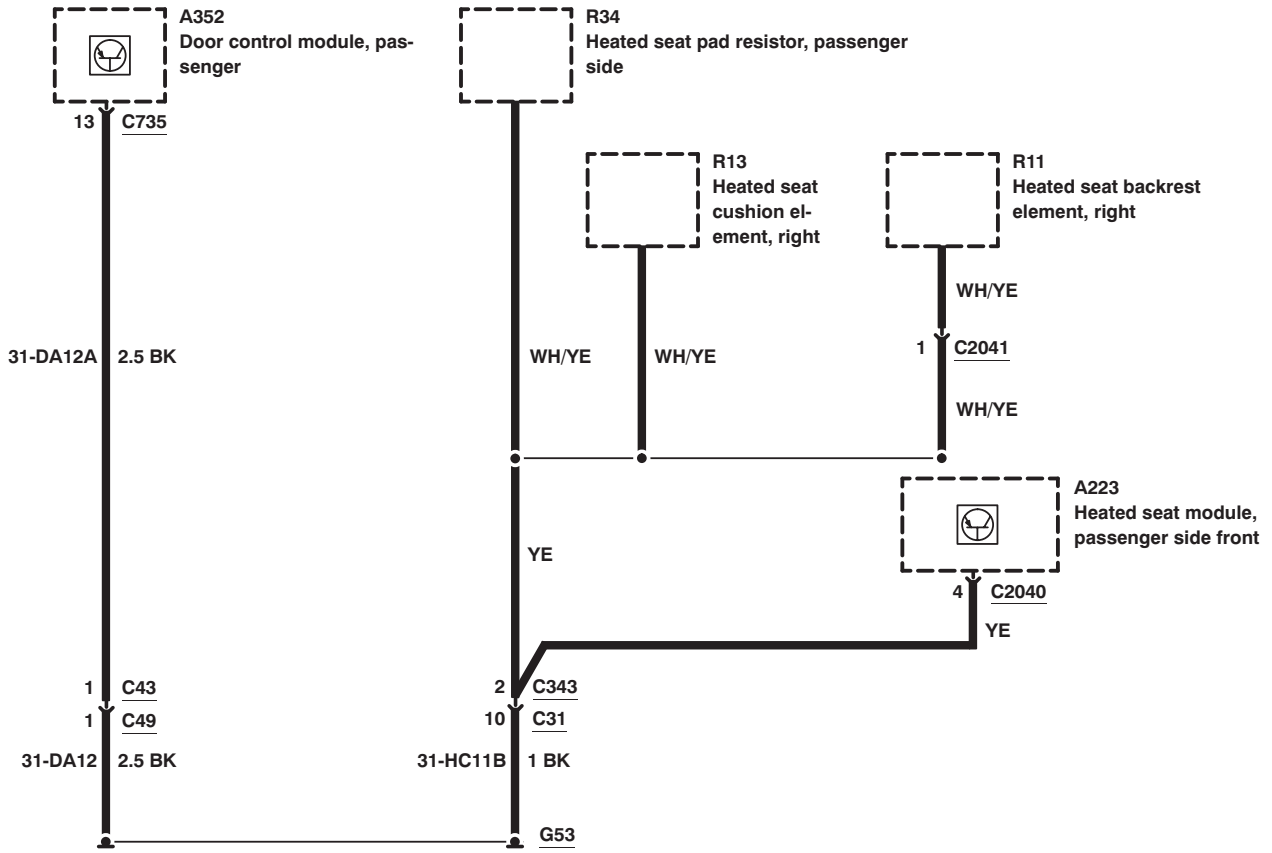 A352
Door control module, pas-
senger
13 C735
R34
Heated seat pad resistor, passenger
side
R13
Heated seat
cushion el-
ement, right
R11
Heated seat backrest
element, right
WH/YE
1 C2041
31-DA12A 2.5 BK
WH/YE
WH/YE
WH/YE
A223
Heated seat module,
passenger side front
YE
4 C2040
YE
1 C43
1 C49
2 C343
10 C31
31-DA12 2.5 BK
31-HC11B 1 BK
G53